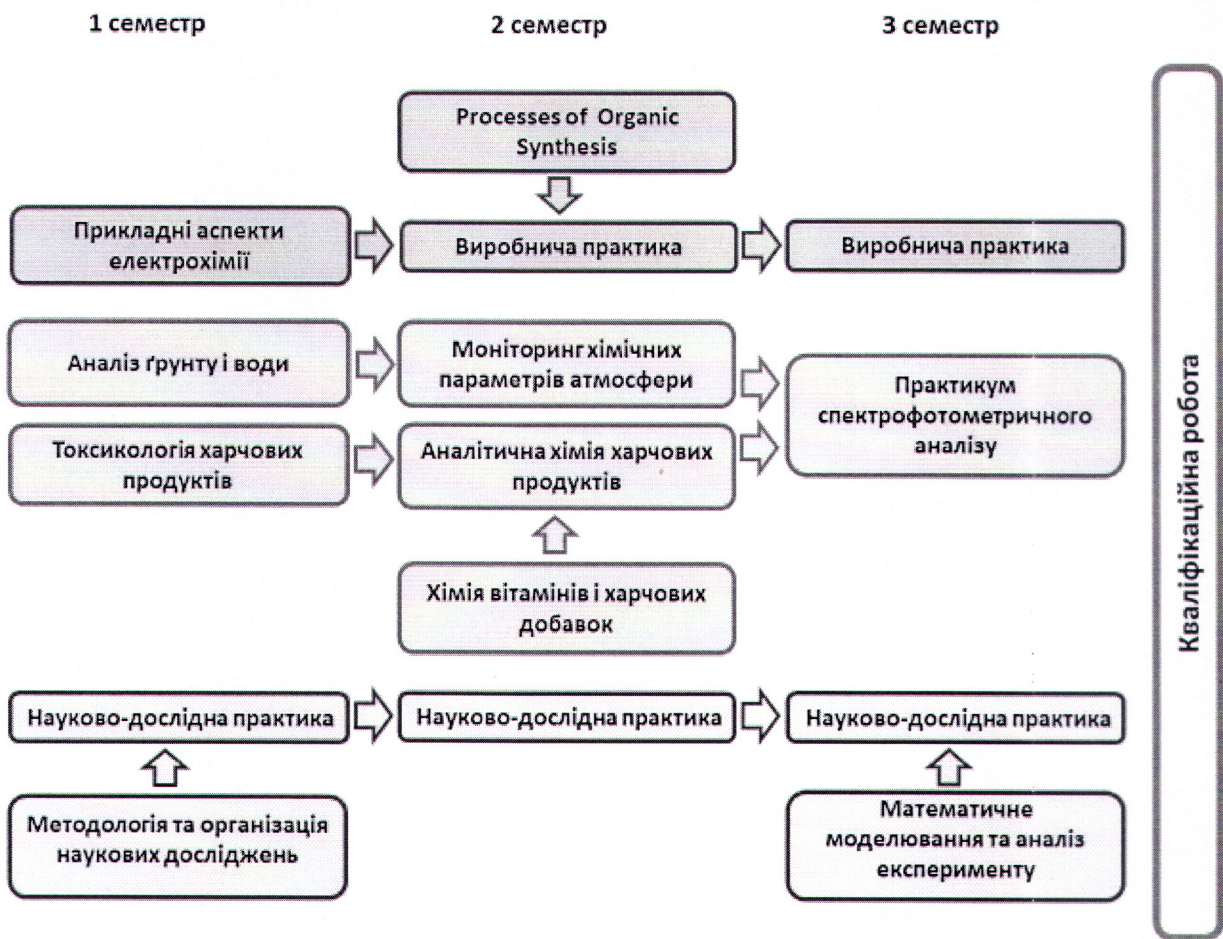 1 семестр
2 семестр
3 семестр
Processes of Organic
Synthesis
Прикладні аспекти
електрохімії
Виробнича практика
Виробнича практика
Аналіз ґрунту і води
Моніторинг хімічних
параметрів атмосфери
Практикум
спектрофотометричного
аналізу
Токсикологія харчових
продуктів
Аналітична хімія харчових
продуктів
Хімія вітамінів і харчових
добавок
Науково-дослідна практика
Науково-дослідна практика
Науково-дослідна практика
Методологія та організація
наукових досліджень
Математичне
моделювання та аналіз
експерименту
Кваліфікаційна робота